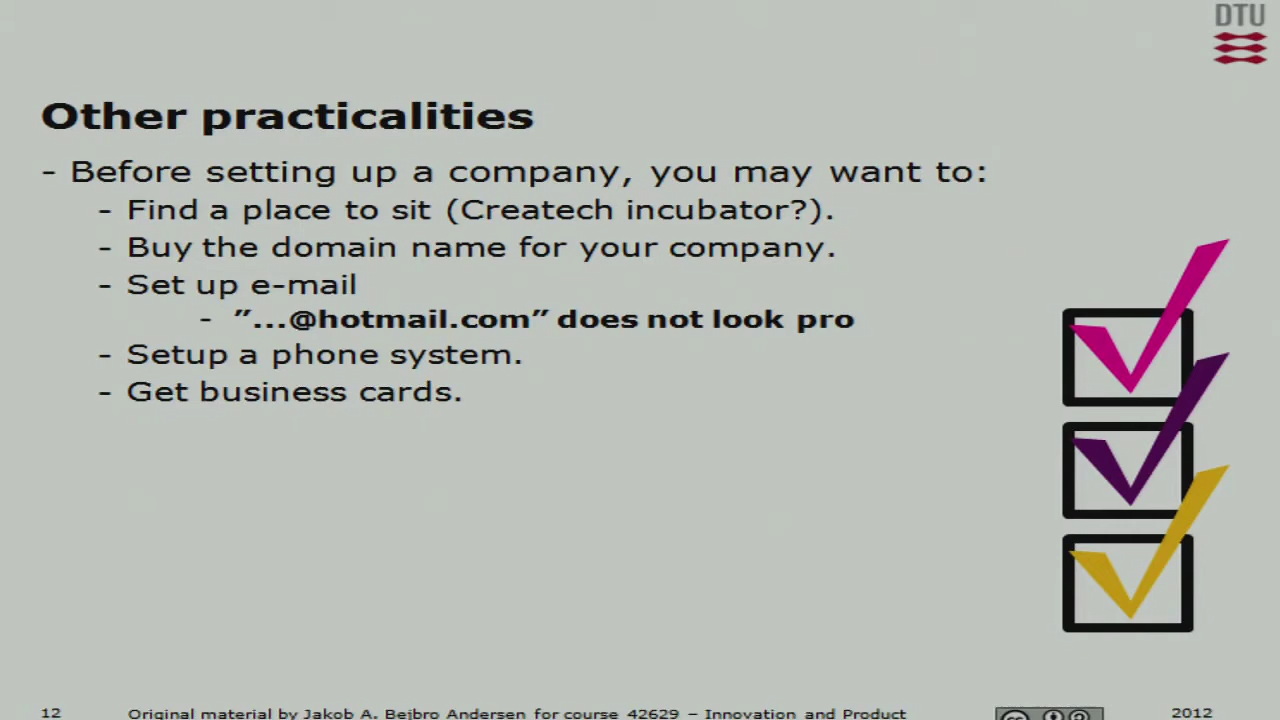 DTU
Other practicalities
- Before setting up a company, you may want to:
- Find a place to sit (Createch incubator?).
- Buy the domain name for your company.
- Set up e-mail
- ”...@hotmail.com” does not look pro
- Setup a phone system.
- Get business cards.
12 Original material by Jakob A. Bejbro Andersen for course 42629 – Innovation and Product 2012
cc